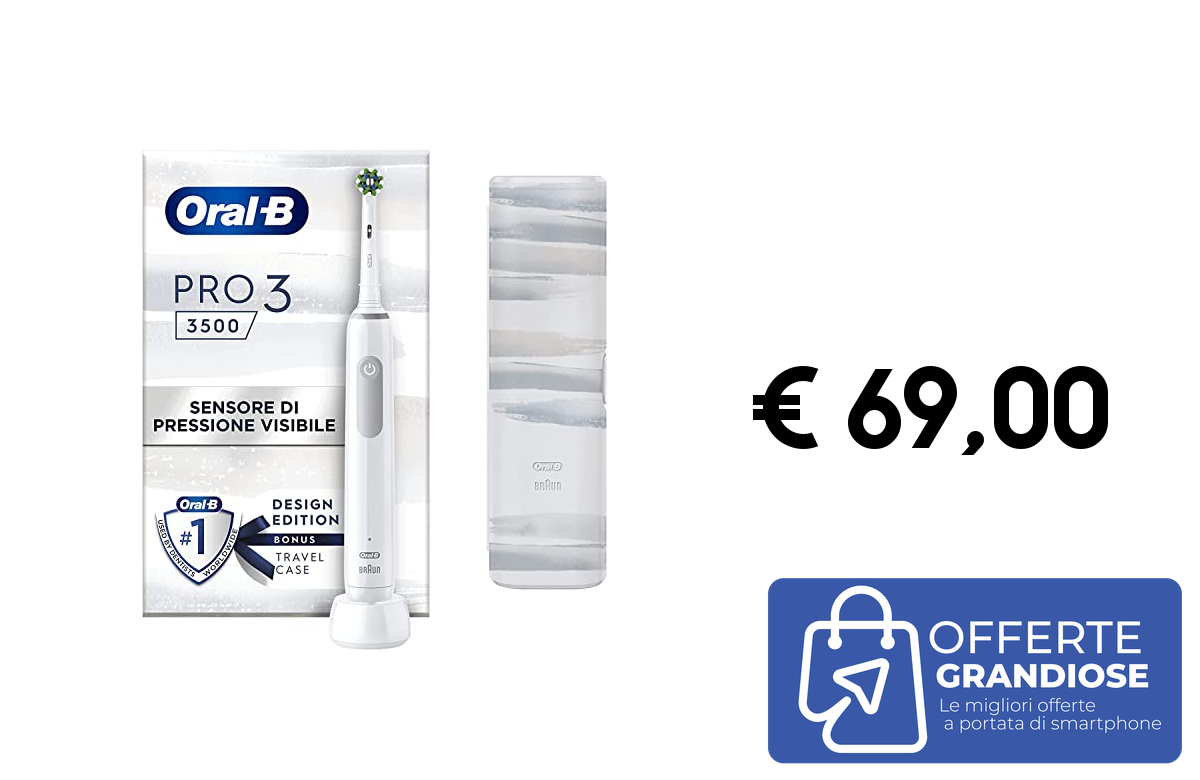 Oral-B
PRO 3
3500
SENSORE DI
PRESSIONE VISIBILE
Oral-B
#1
USED BY DENTISTS WORLDWIDE
DESIGN
EDITION
BONUS
TRAVEL
CASE
Oral-B
BRAUN
Oral-B
BRAUN
€ 69,00
OFFERTE
GRANDIOSE
Le migliori offerte
a portata di smartphone